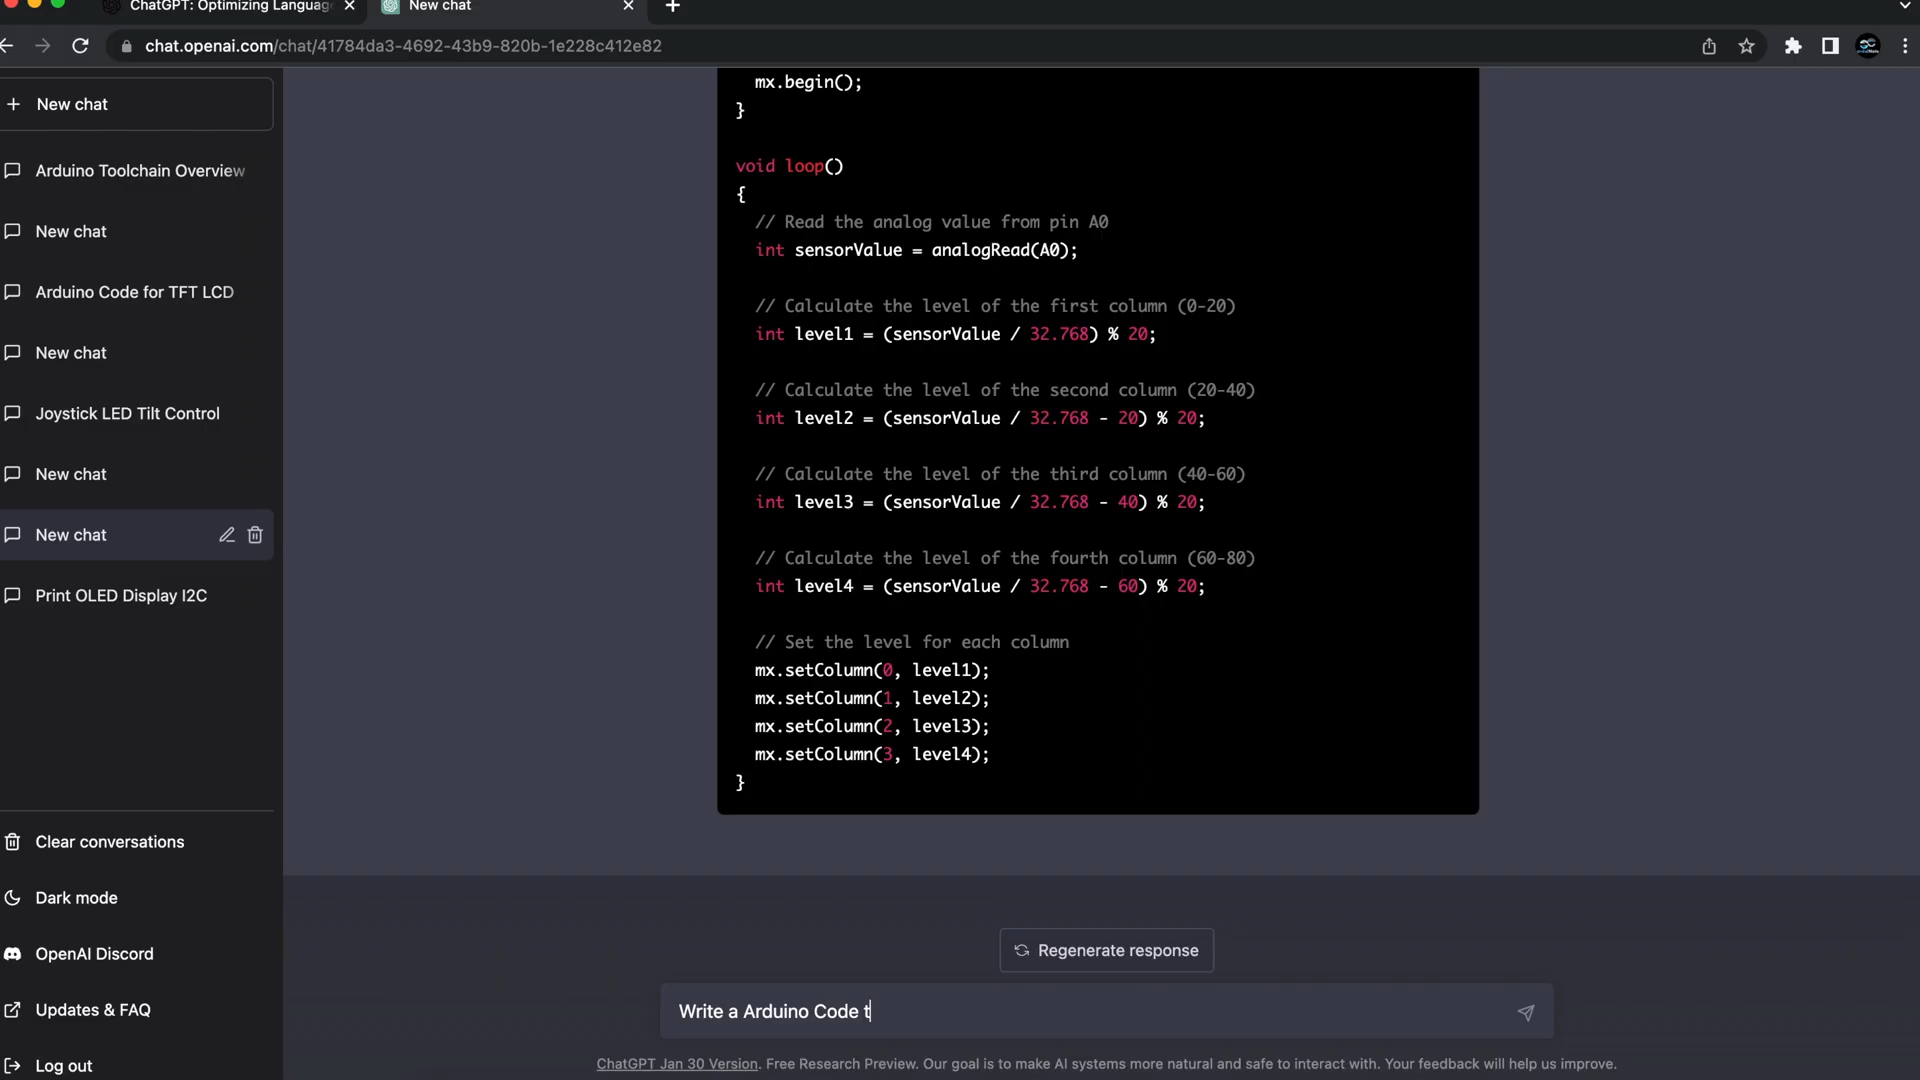 ChatGPT: Optimizing Languag
New chat
chat.openai.com/chat/41784da3-4692-43b9-820b-1e228c412e82
New chat
Arduino Toolchain Overview
New chat
Arduino Code for TFT LCD
New chat
Joystick LED Tilt Control
New chat
New chat
Print OLED Display I2C
Clear conversations
Dark mode
OpenAI Discord
Updates & FAQ
Log out
mx.begin();
}
void loop()
{
// Read the analog value from pin A0
int sensorValue = analogRead(A0);
// Calculate the level of the first column (0-20)
int level1 = (sensorValue / 32.768) % 20;
// Calculate the level of the second column (20-40)
int level2 = (sensorValue / 32.768 - 20) % 20;
// Calculate the level of the third column (40-60)
int level3 = (sensorValue / 32.768 - 40) % 20;
// Calculate the level of the fourth column (60-80)
int level4 = (sensorValue / 32.768 - 60) % 20;
// Set the level for each column
mx.setColumn(0, level1);
mx.setColumn(1, level2);
mx.setColumn(2, level3);
mx.setColumn(3, level4);
}
Regenerate response
Write a Arduino Code t
ChatGPT Jan 30 Version. Free Research Preview. Our goal is to make AI systems more natural and safe to interact with. Your feedback will help us improve.